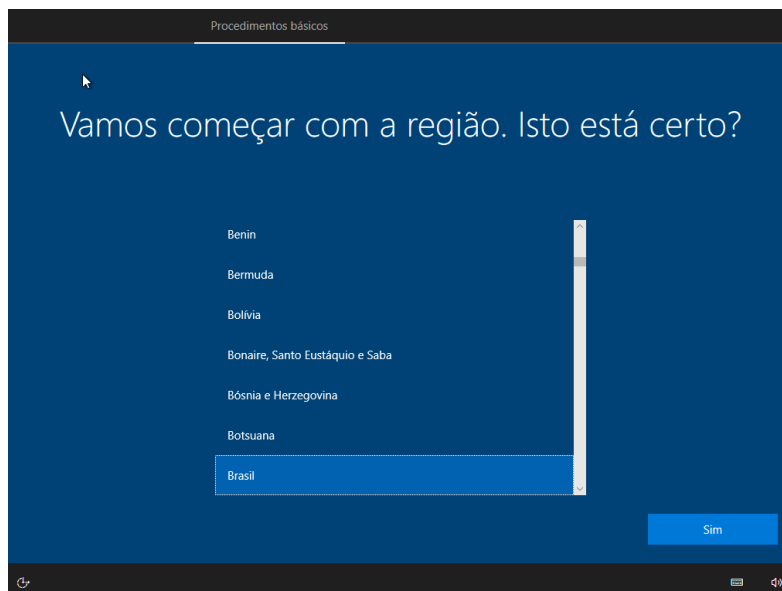 Procedimentos básicos
Vamos começar com a região. Isto está certo?
Benin
Bermuda
Bolívia
Bonaire, Santo Eustáquio e Saba
Bósnia e Herzegovina
Botsuana
Brasil
Sim